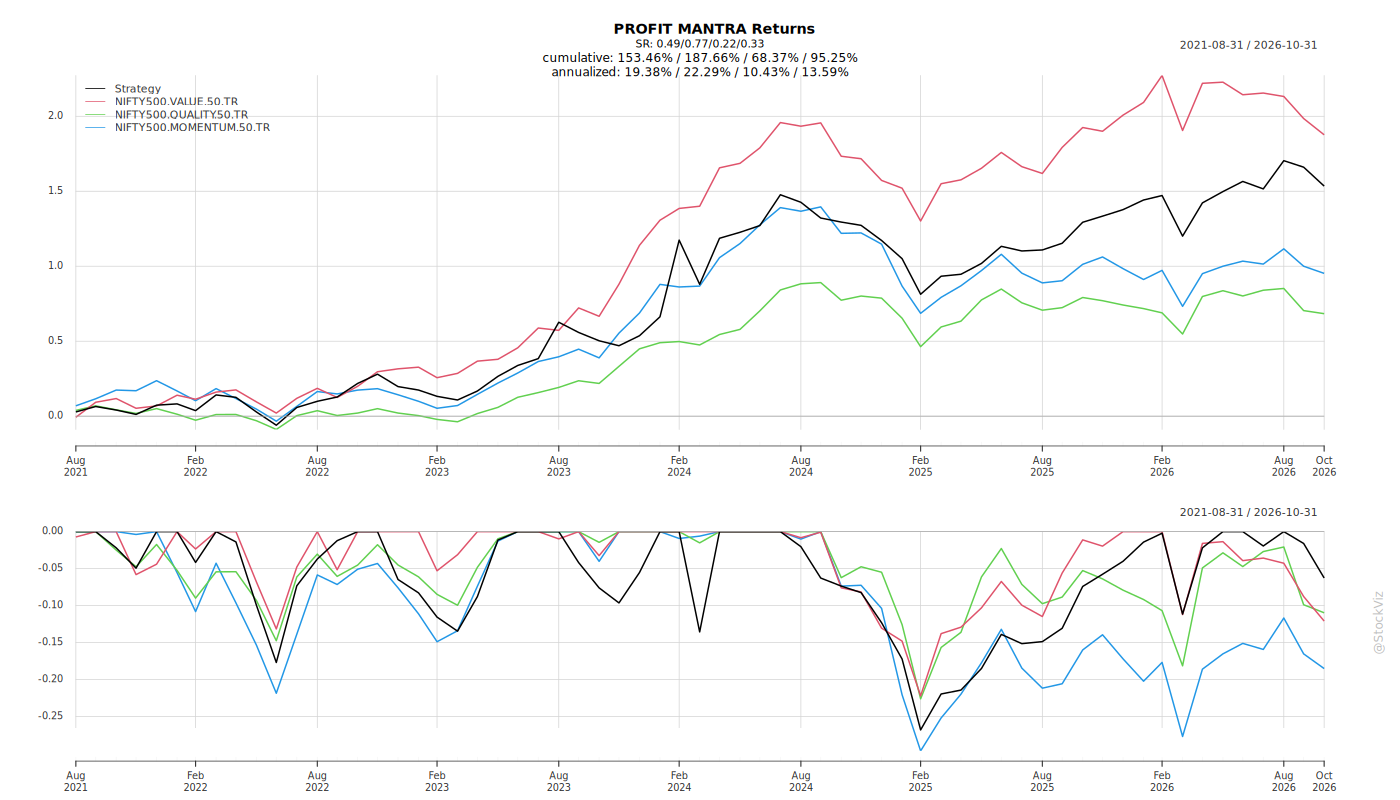 PROFIT MANTRA Returns
SR: 0.49/0.77/0.22/0.33
cumulative: 153.46% / 187.66% / 68.37% / 95.25%
annualized: 19.38% / 22.29% / 10.43% / 13.59%
2021-08-31 / 2026-10-31
Strategy
NIFTY500.VALUE.50.TR
NIFTY500.QUALITY.50.TR
NIFTY500.MOMENTUM.50.TR
2.0
1.5
1.0
0.5
0.0
Aug Feb Aug Feb Aug Feb Aug Feb Aug Feb Aug Oct
2021 2022 2022 2023 2023 2024 2024 2025 2025 2026 2026 2026
2021-08-31 / 2026-10-31
0.00
-0.05
-0.10
-0.15
-0.20
-0.25
Aug Feb Aug Feb Aug Feb Aug Feb Aug Feb Aug Oct
2021 2022 2022 2023 2023 2024 2024 2025 2025 2026 2026 2026
@StockViz